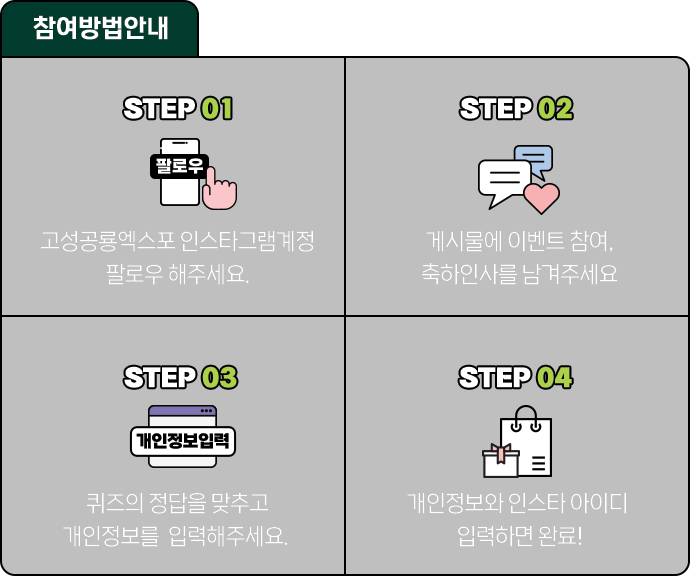 참여방법안내
STEP 01
팔로우
고성공룡엑스포 인스타그램계정
팔로우 해주세요.
STEP 02
게시물에 이벤트 참여,
축하인사를 남겨주세요
STEP 03
개인정보입력
퀴즈의 정답을 맞추고
개인정보를 입력해주세요.
STEP 04
개인정보와 인스타 아이디
입력하면 완료!